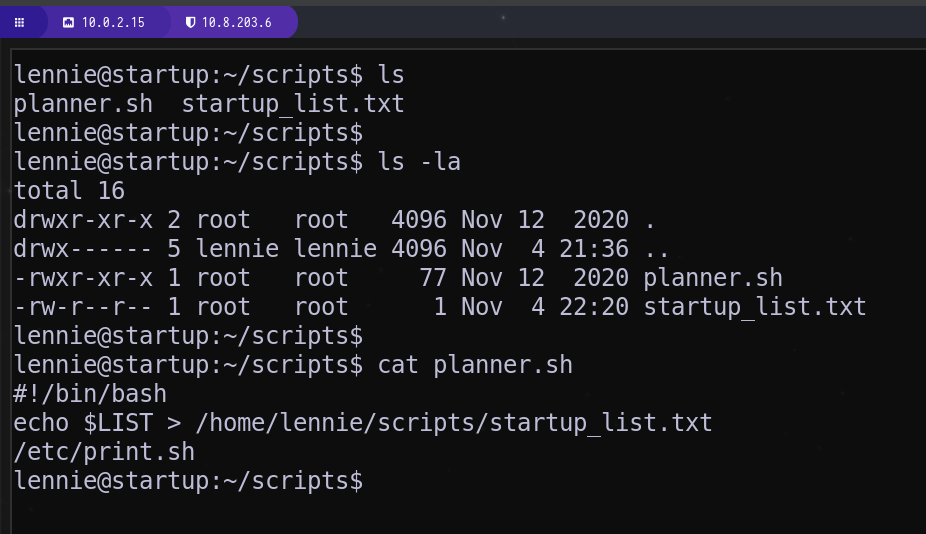 10.0.2.15 10.8.203.6
lennie@startup:~/scripts$ ls
planner.sh  startup_list.txt
lennie@startup:~/scripts$
lennie@startup:~/scripts$ ls -la
total 16
drwxr-xr-x 2 root   root   4096 Nov 12  2020 .
drwx------ 5 lennie lennie 4096 Nov  4 21:36 ..
-rwxr-xr-x 1 root   root     77 Nov 12  2020 planner.sh
-rw-r--r-- 1 root   root      1 Nov  4 22:20 startup_list.txt
lennie@startup:~/scripts$
lennie@startup:~/scripts$ cat planner.sh
#!/bin/bash
echo $LIST > /home/lennie/scripts/startup_list.txt
/etc/print.sh
lennie@startup:~/scripts$